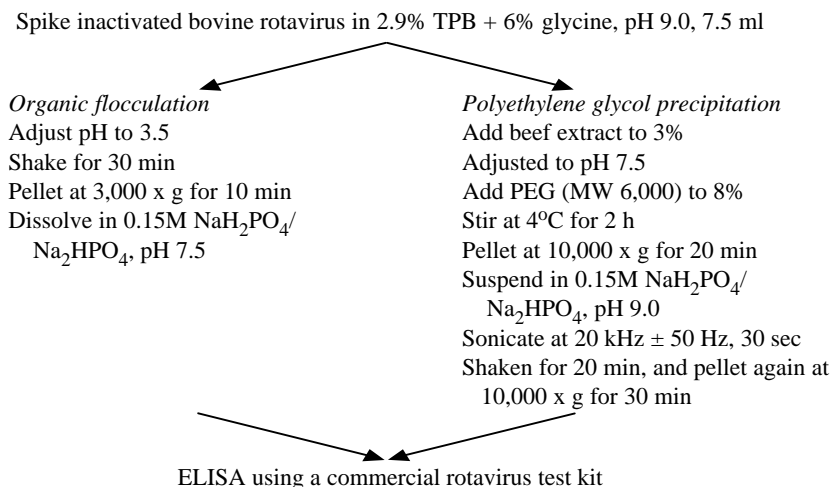 Spike inactivated bovine rotavirus in 2.9% TPB + 6% glycine, pH 9.0, 7.5 ml
Organic flocculation
Adjust pH to 3.5
Shake for 30 min
Pellet at 3,000 x g for 10 min
Dissolve in 0.15M NaH2PO4/
Na2HPO4, pH 7.5
Polyethylene glycol precipitation
Add beef extract to 3%
Adjusted to pH 7.5
Add PEG (MW 6,000) to 8%
Stir at 4°C for 2 h
Pellet at 10,000 x g for 20 min
Suspend in 0.15M NaH2PO4/
Na2HPO4, pH 9.0
Sonicate at 20 kHz ± 50 Hz, 30 sec
Shaken for 20 min, and pellet again at
10,000 x g for 30 min
ELISA using a commercial rotavirus test kit